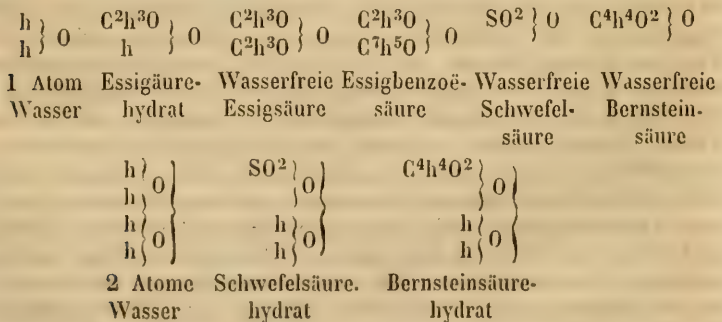 h } O C²h³O } O C²h³O } O C²h³O } O SO² } O C⁴h⁴O² } O
h h C²h³O C⁷h⁵O
1 Atom Essigäure- Wasserfreie Essigbenzoë- Wasserfreie Wasserfreie
Wasser hydrat Essigsäure säure Schwefel- Bernstein-
säure säure
h } O SO² } O C⁴h⁴O² } O
h
h } O h } O h } O
h h h
2 Atome Schwefelsäure. Bernsteinsäure-
Wasser hydrat hydrat